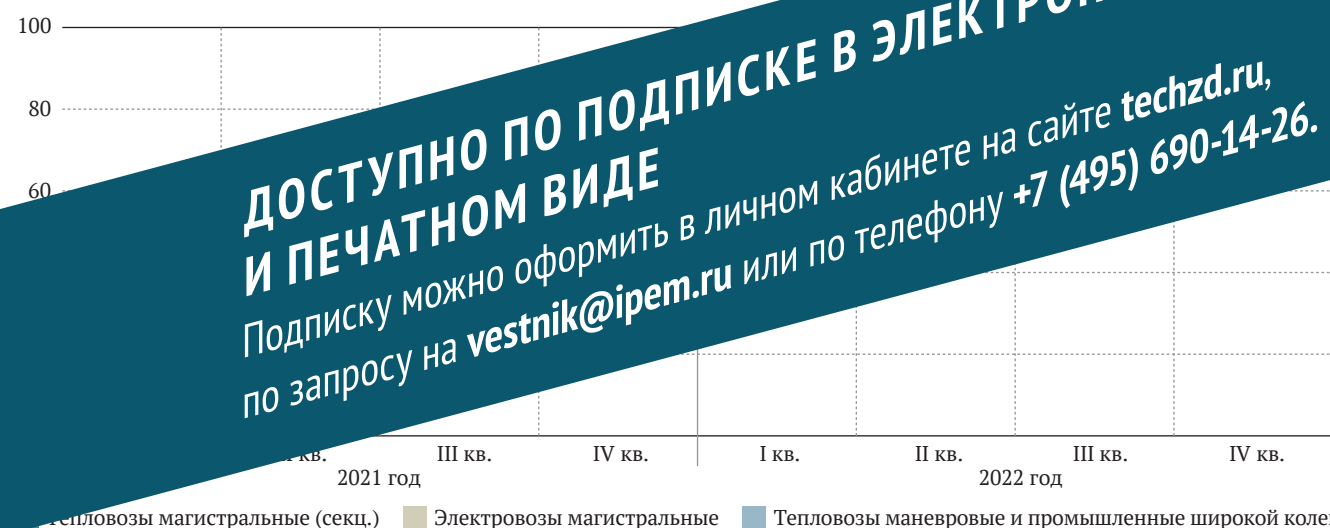 100
80
60
ДОСТУПНО ПО ПОДПИСКЕ В
И ПЕЧАТНОМ ВИДЕ
Подписку можно оформить в личном кабинете на сайте techzd.ru,
по запросу на vestnik@ipem.ru или по телефону +7 (495) 690-14-26.
кв. III кв. IV кв. I кв. II кв. III кв. IV кв.
2021 год 2022 год
Тепловозы магистральные (секц.) Электровозы магистральные Тепловозы маневровые и промышленные широкой